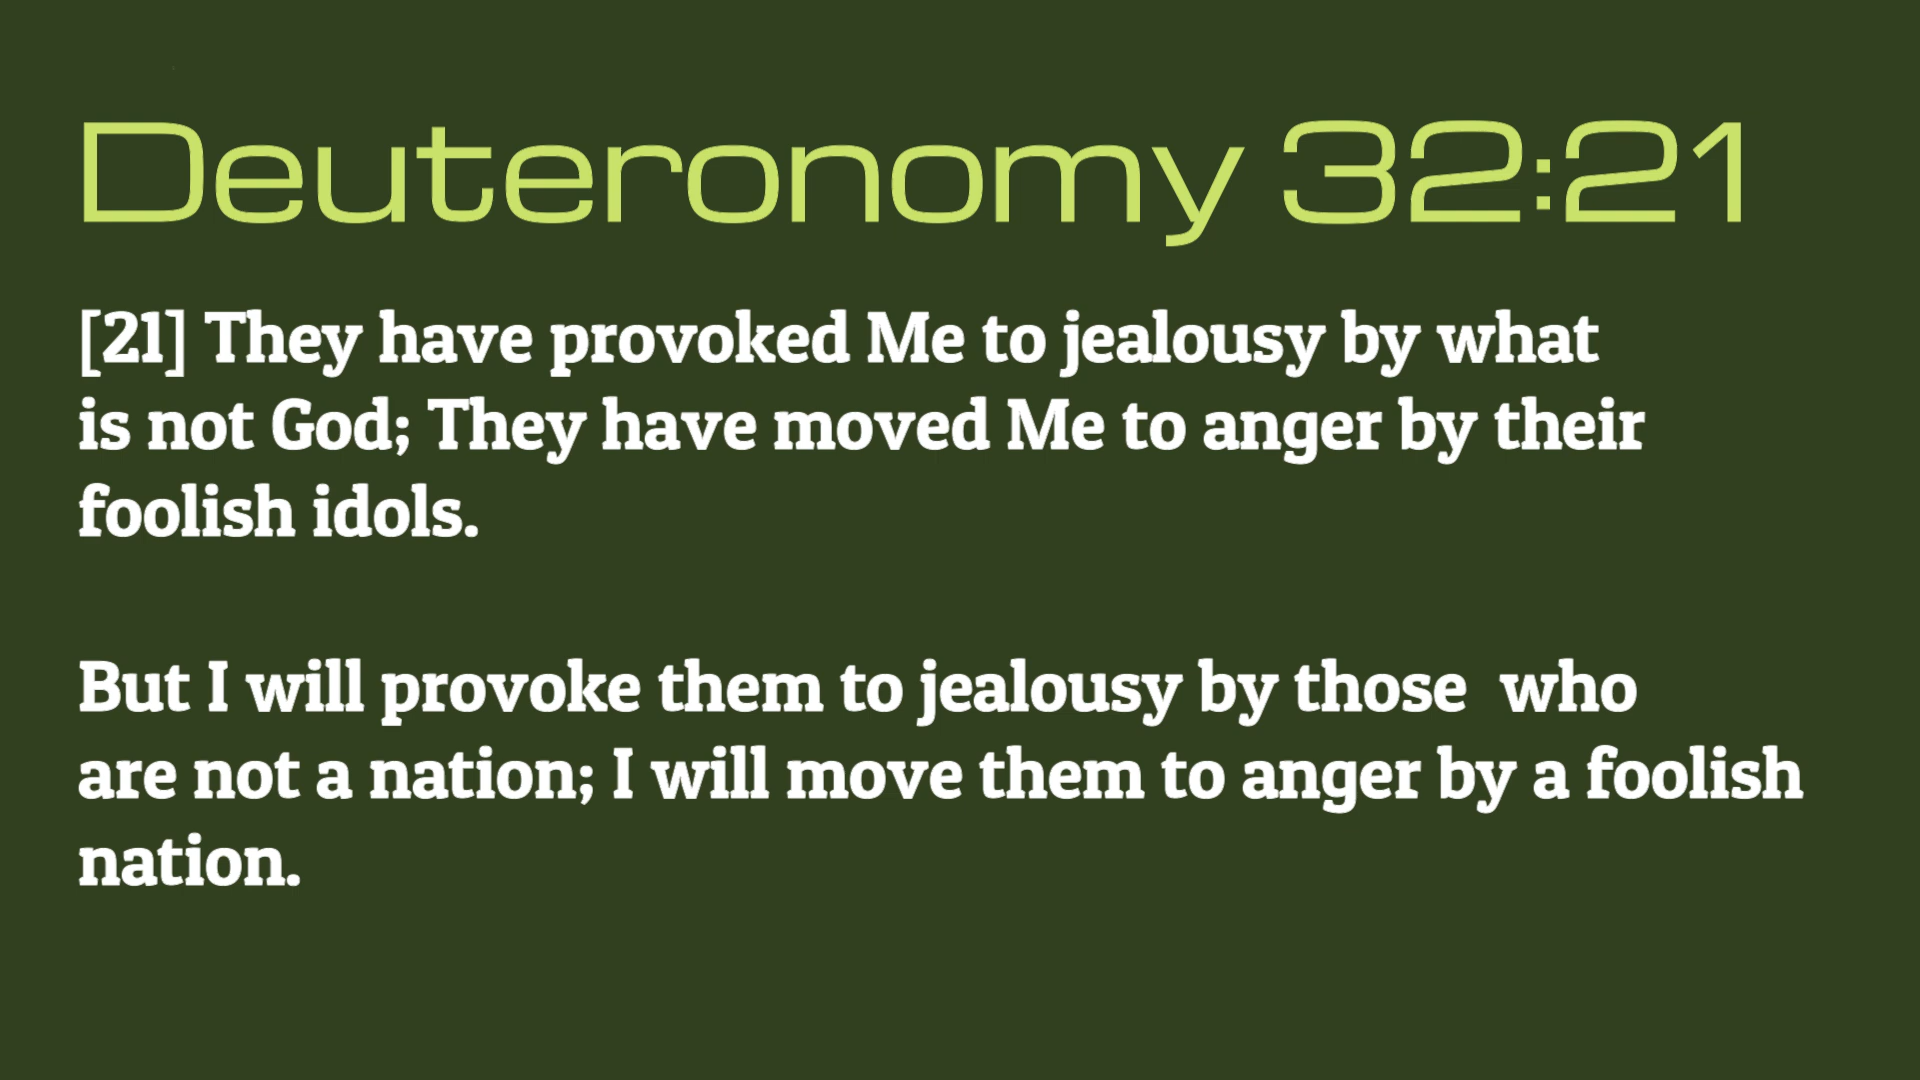 Deuteronomy 32:21
[21] They have provoked Me to jealousy by what
is not God; They have moved Me to anger by their
foolish idols.
But I will provoke them to jealousy by those  who
are not a nation; I will move them to anger by a foolish
nation.